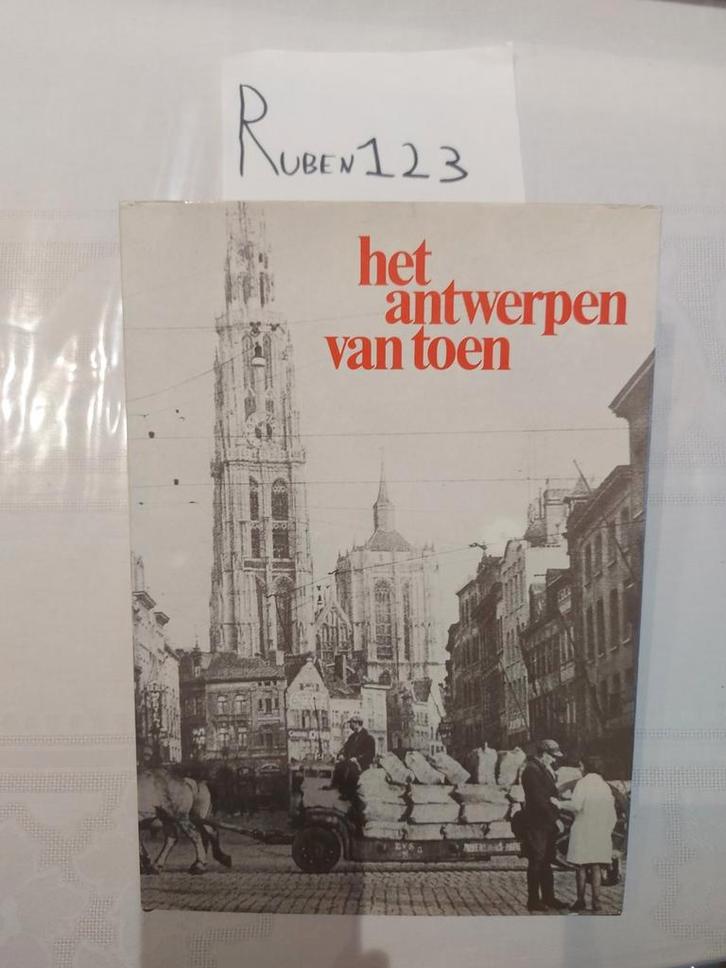 Ruben123
het
antwerpen
van toen